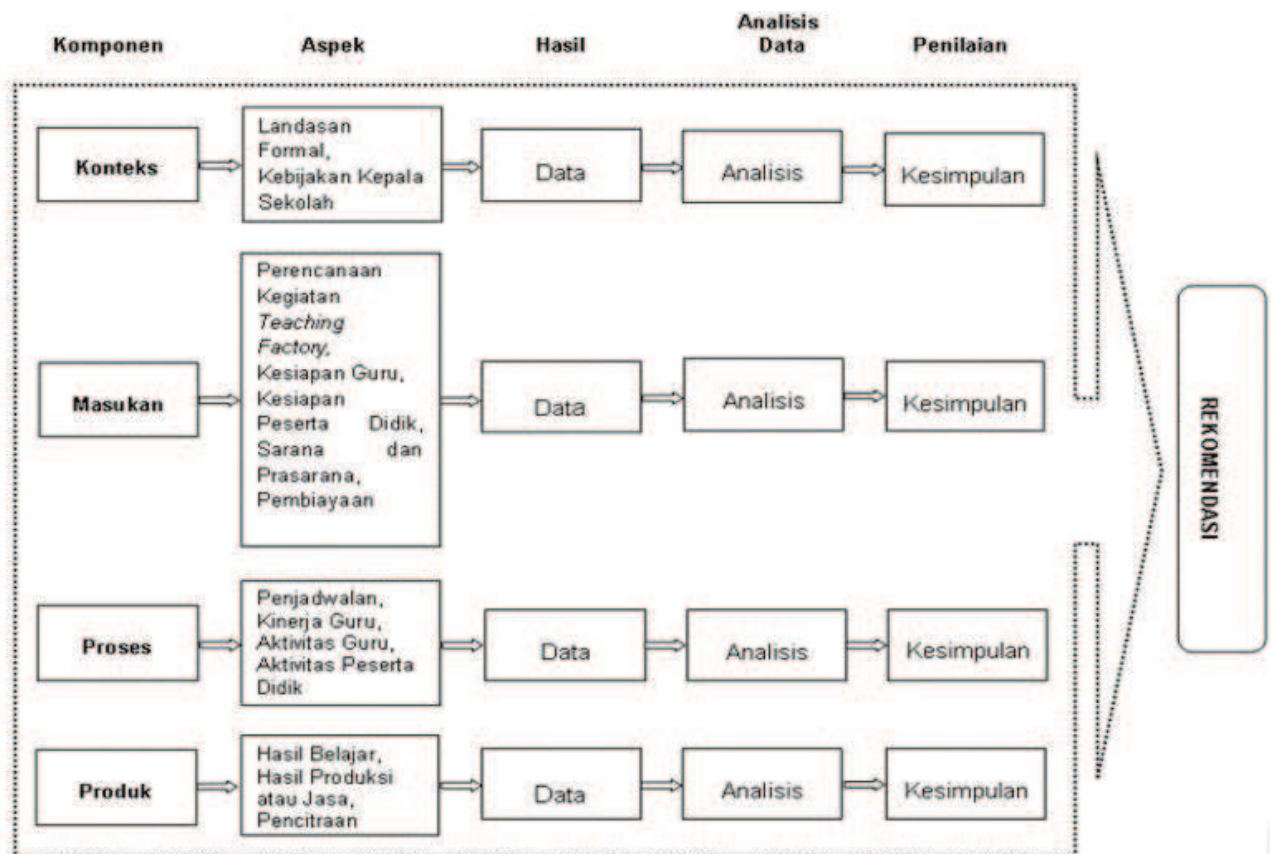 Komponen
Aspek
Hasil
Analisis
Data
Penilaian
Konteks
Landasan
Formal,
Kebijakan Kepala
Sekolah
Data
Analisis
Kesimpulan
Masukan
Perencanaan
Kegiatan
Teaching
Factory,
Kesiapan Guru,
Kesiapan
Peserta Didik,
Sarana dan
Prasarana,
Pembiayaan
Data
Analisis
Kesimpulan
Proses
Penjadwalan,
Kinerja Guru,
Aktivitas Guru,
Aktivitas Peserta
Didik
Data
Analisis
Kesimpulan
Produk
Hasil Belajar,
Hasil Produksi
atau Jasa,
Pencitraan
Data
Analisis
Kesimpulan
REKOMENDASI